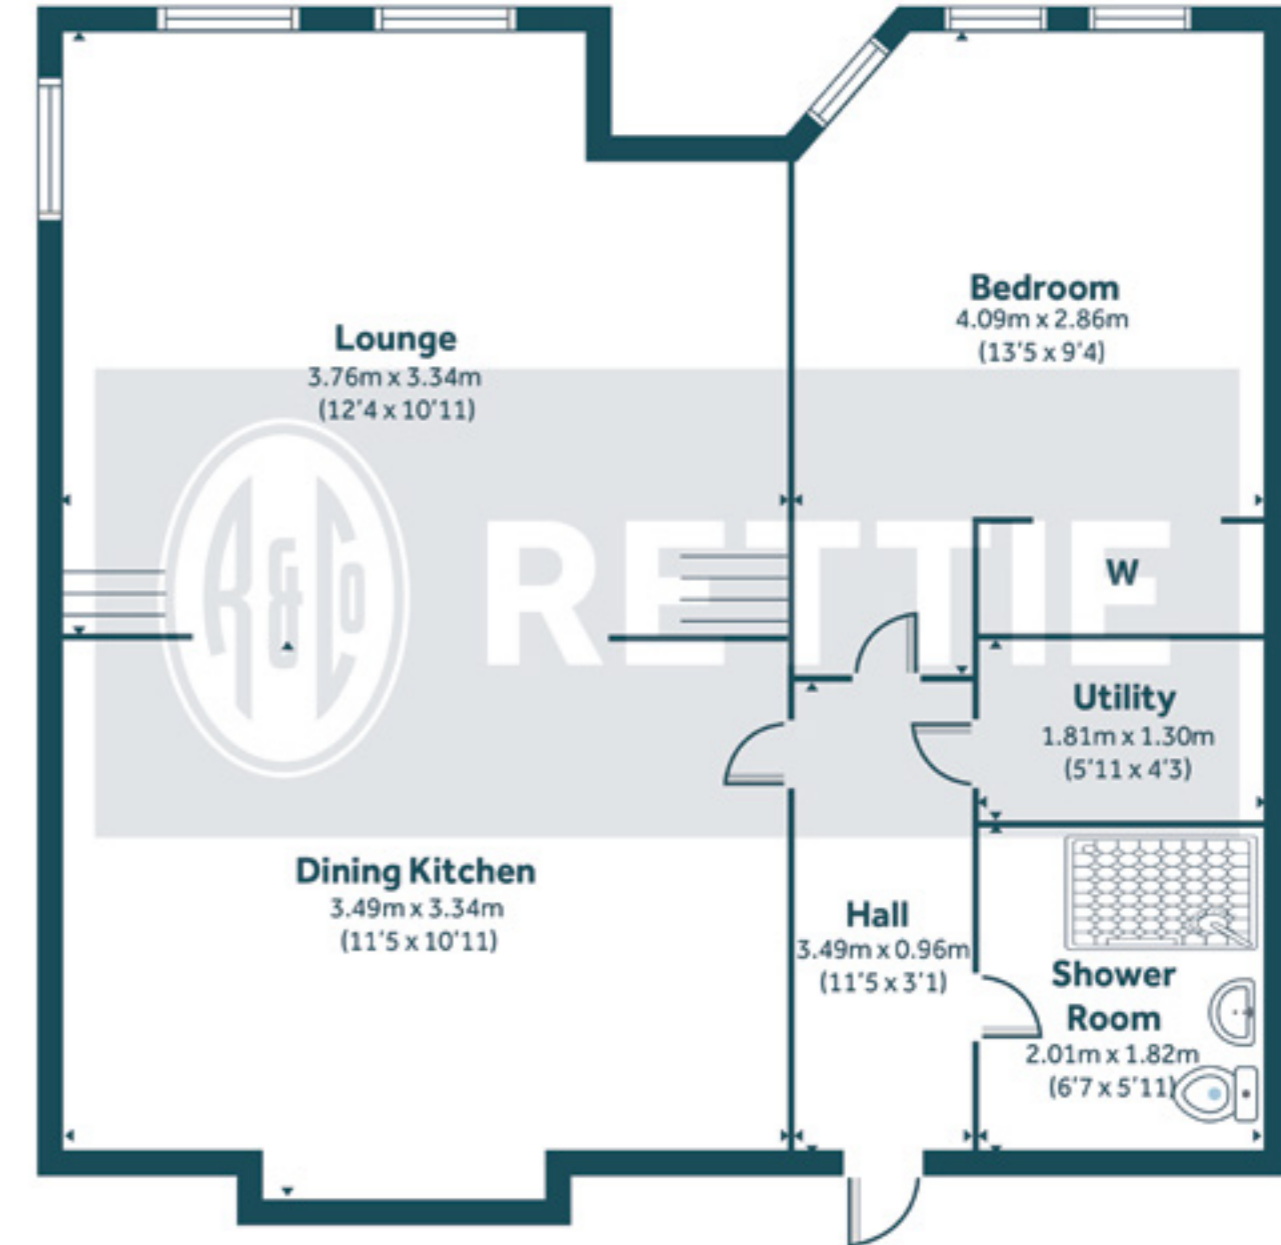 Lounge
3.76m x 3.34m
(12'4 x 10'11)
Bedroom
4.09m x 2.86m
(13'5 x 9'4)
R&Co
RETTIE
W
Utility
1.81m x 1.30m
(5'11 x 4'3)
Dining Kitchen
3.49m x 3.34m
(11'5 x 10'11)
Hall
3.49m x 0.96m
(11'5 x 3'1)
Shower
Room
2.01m x 1.82m
(6'7 x 5'11)